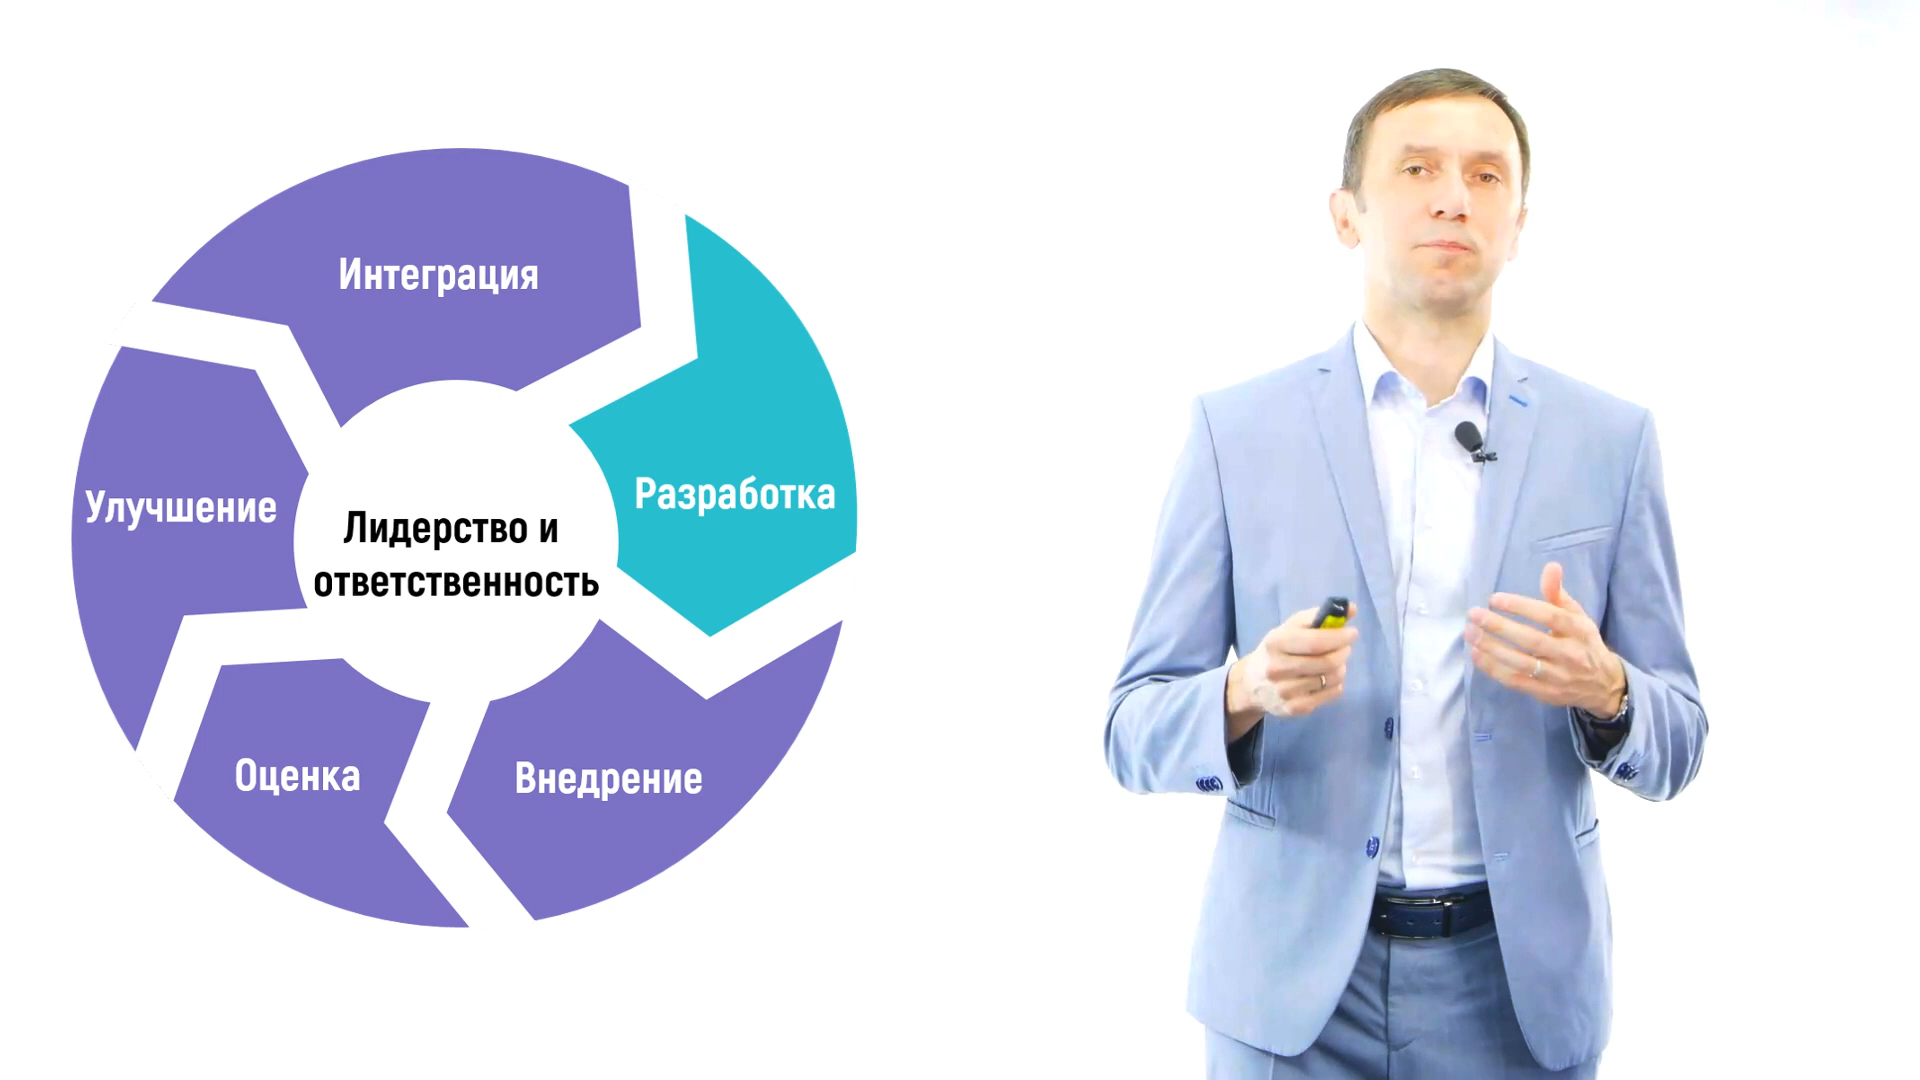 Интеграция
Разработка
Улучшение
Лидерство и
ответственность
Оценка
Внедрение